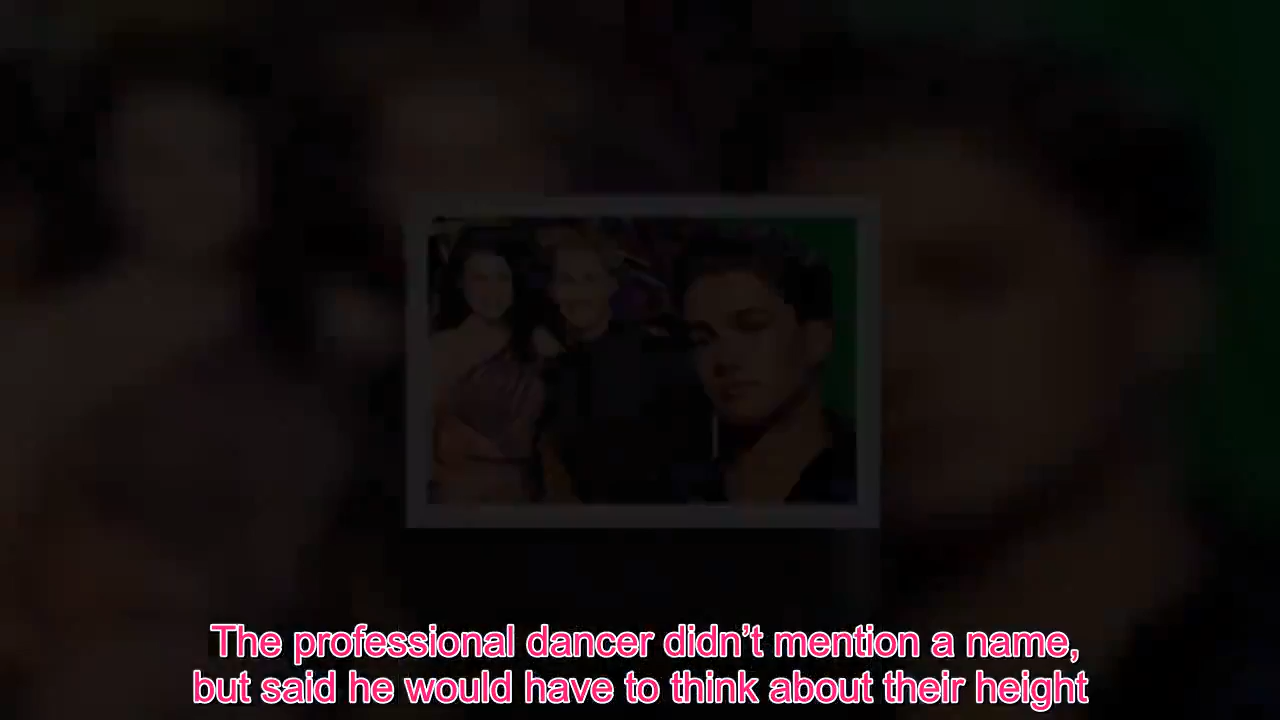 The professional dancer didn’t mention a name,
but said he would have to think about their height